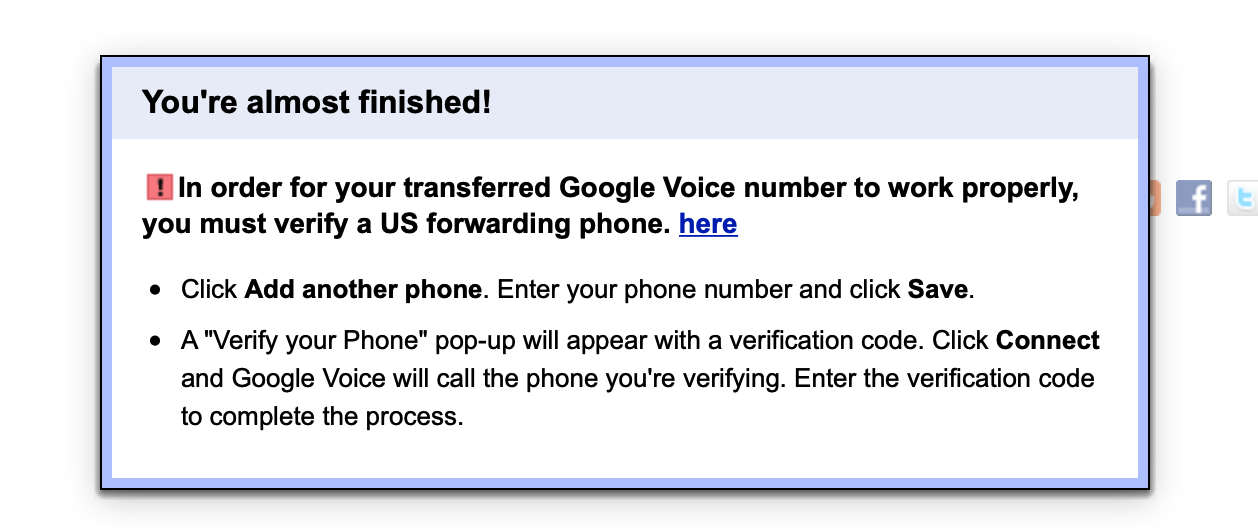 You're almost finished!
In order for your transferred Google Voice number to work properly,
you must verify a US forwarding phone. here
• Click Add another phone. Enter your phone number and click Save.
• A "Verify your Phone" pop-up will appear with a verification code. Click Connect
and Google Voice will call the phone you're verifying. Enter the verification code
to complete the process.